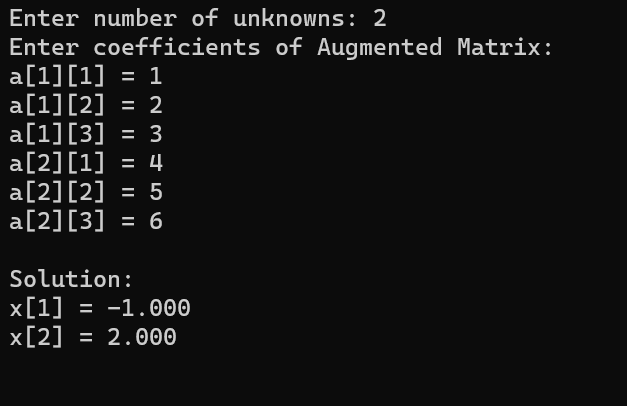 Enter number of unknowns: 2
Enter coefficients of Augmented Matrix:
a[1][1] = 1
a[1][2] = 2
a[1][3] = 3
a[2][1] = 4
a[2][2] = 5
a[2][3] = 6
Solution:
x[1] = -1.000
x[2] = 2.000